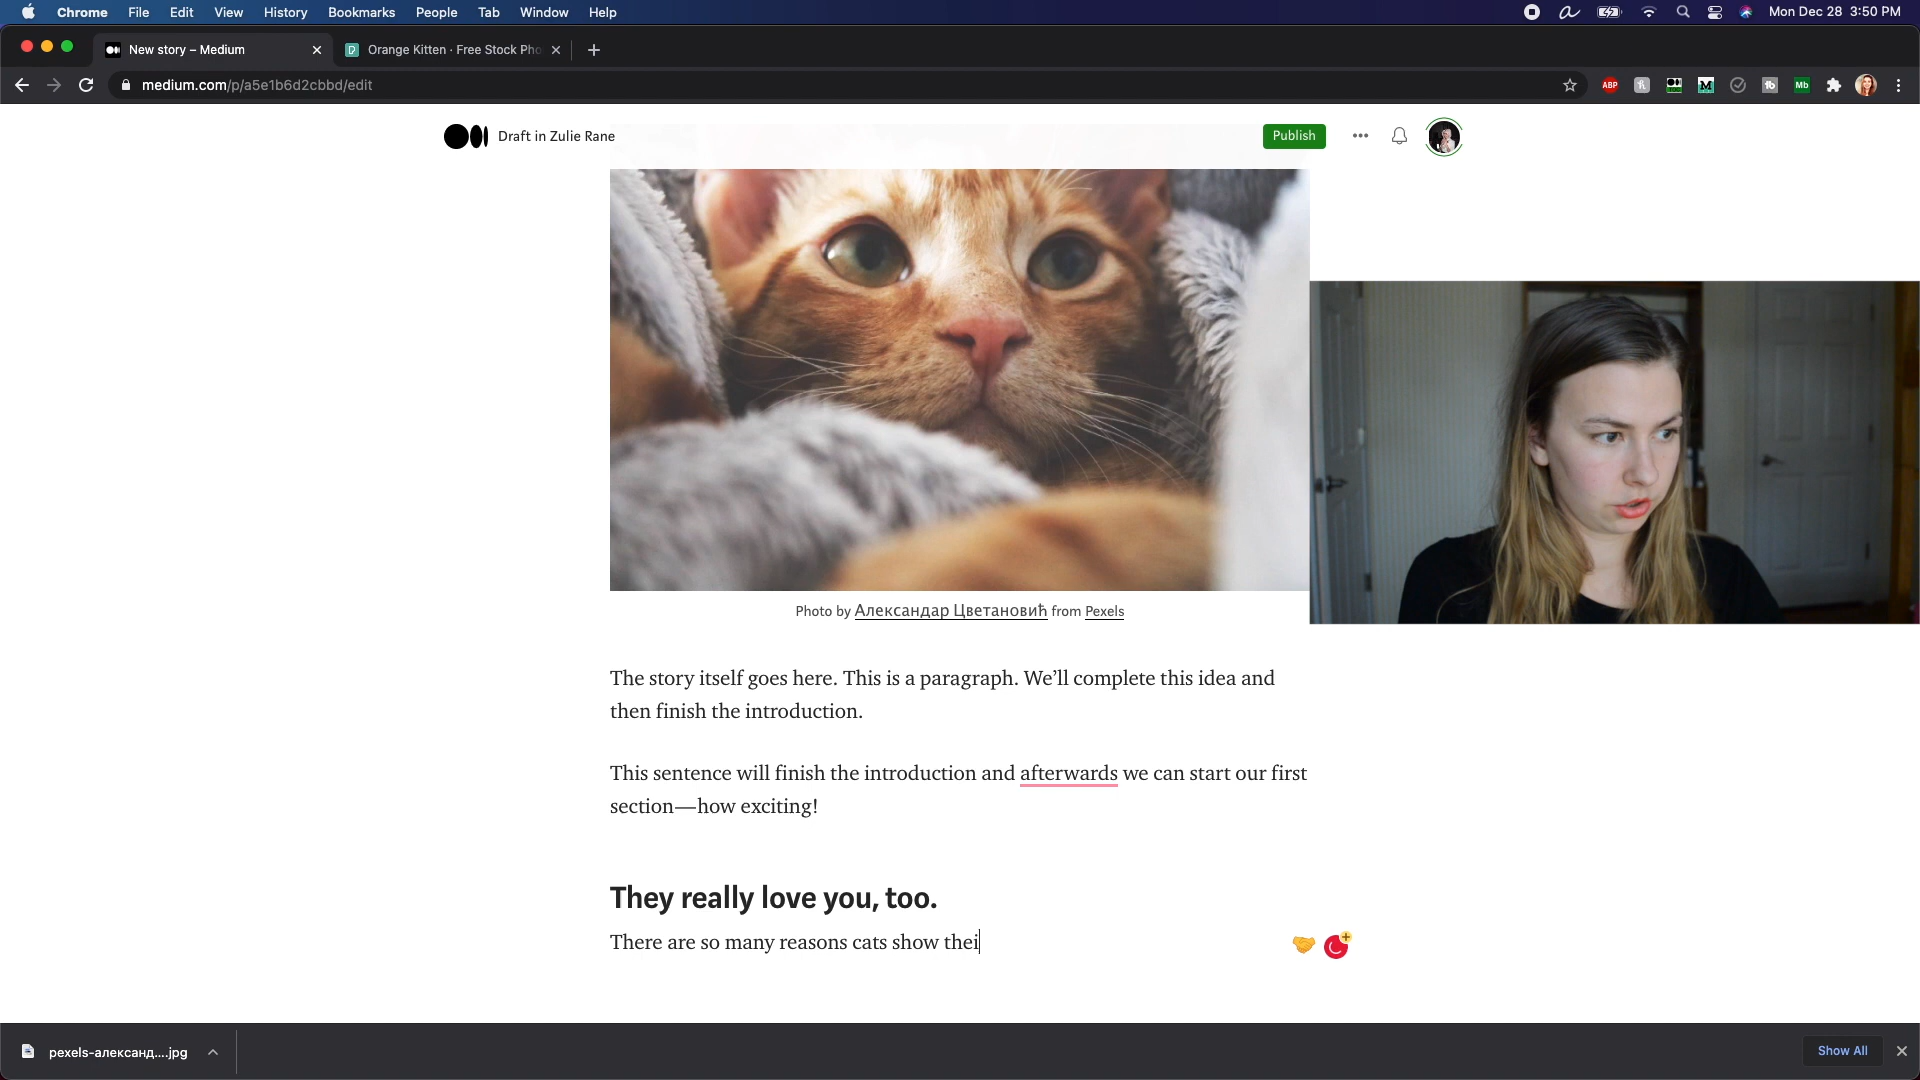 Chrome File Edit View History Bookmarks People Tab Window Help Mon Dec 28 3:50 PM
New story – Medium Orange Kitten · Free Stock Pho
medium.com/p/a5e1b6d2cbbd/edit ABP tb Mb
Draft in Zulie Rane Publish
Photo by Александар Цветановић from Pexels
The story itself goes here. This is a paragraph. We’ll complete this idea and
then finish the introduction.
This sentence will finish the introduction and afterwards we can start our first
section—how exciting!
They really love you, too.
There are so many reasons cats show thei
pexels-александ....jpg Show All